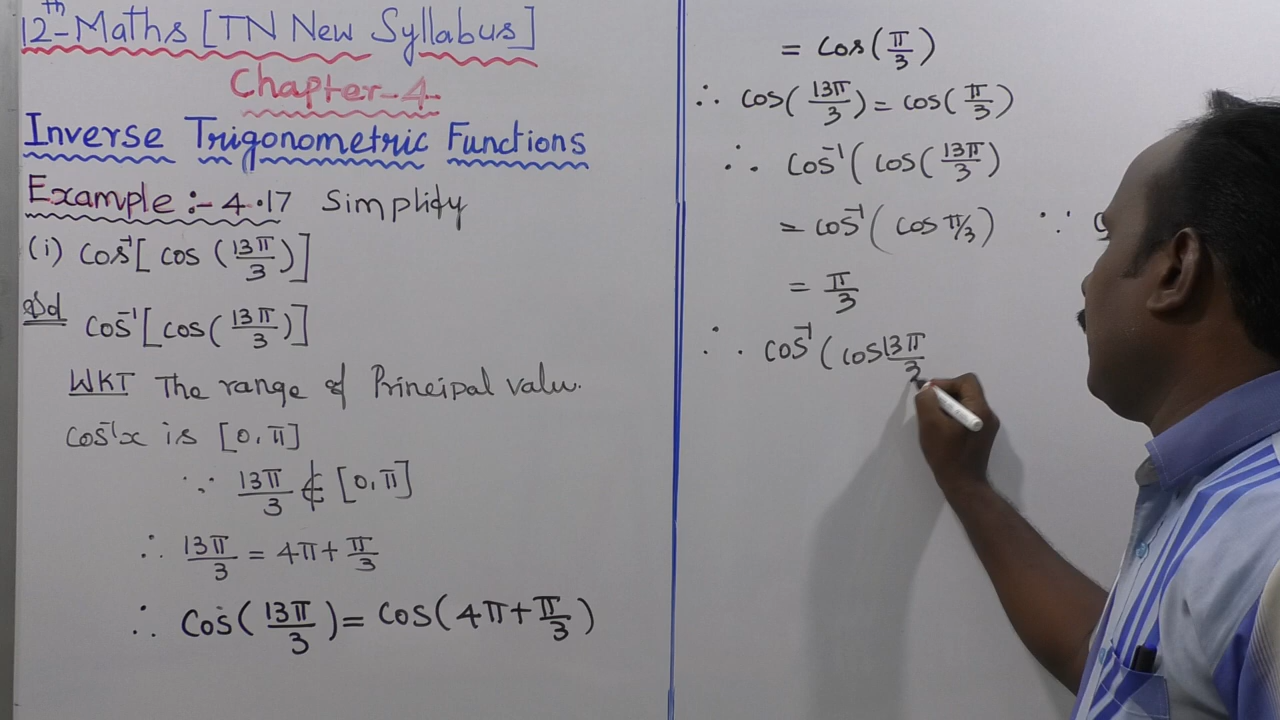 12th-Maths [TN New Syllabus]
Chapter-4
Inverse Trigonometric Functions
Example :- 4.17 Simplify
(i) cos⁻¹[cos(13π/3)]
Sol
cos⁻¹[cos(13π/3)]
WKT The range of Principal valu.
cos⁻¹x is [0,π]
∵ 13π/3 ∉ [0,π]
∴ 13π/3 = 4π+π/3
∴ cos(13π/3) = cos(4π+π/3)
= cos(π/3)
∴ cos(13π/3) = cos(π/3)
∴ cos⁻¹(cos(13π/3)
= cos⁻¹(cos π/3) ∵
= π/3
∴ cos⁻¹(cos 13π/3